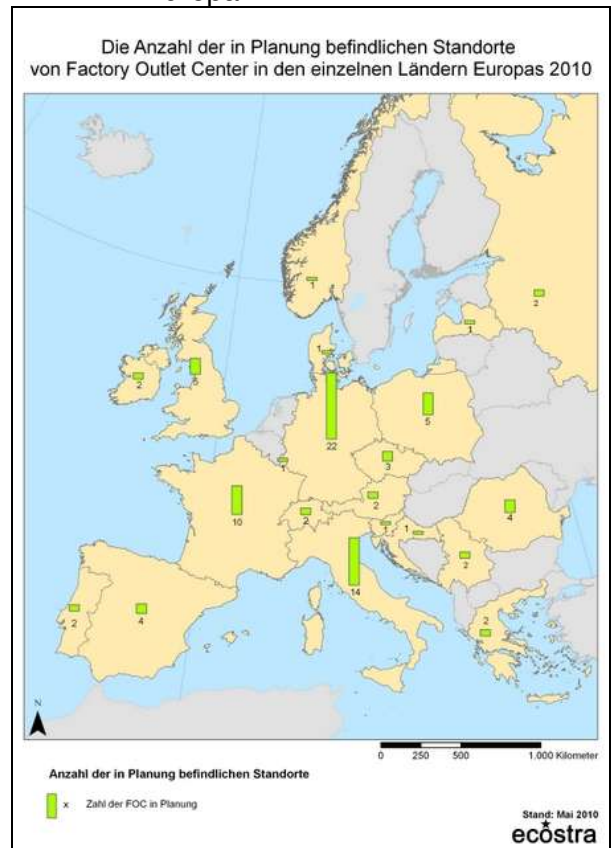 Die Anzahl der in Planung befindlichen Standorte
von Factory Outlet Center in den einzelnen Ländern Europas 2010
1
2
1
1
2
5
22
1
3
10
2
2
4
1
1
2
14
2
4
2
N
0 250 500 1.000 Kilometer
Anzahl der in Planung befindlichen Standorte
x Zahl der FOC in Planung
Stand: Mai 2010
ecostra